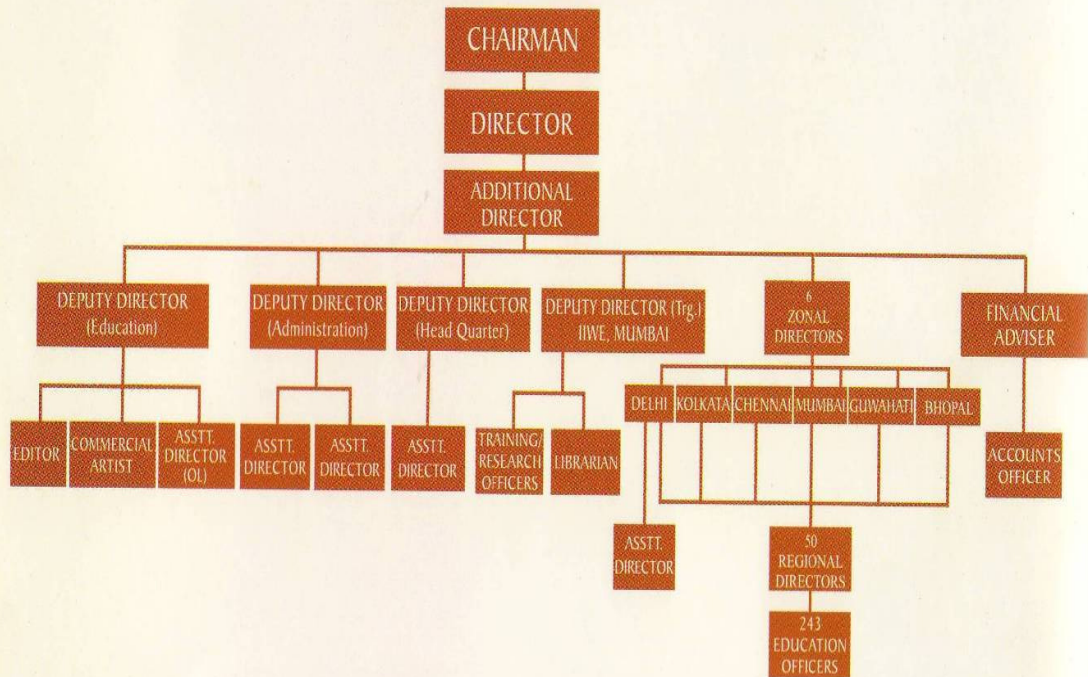 CHAIRMAN
DIRECTOR
ADDITIONAL
DIRECTOR
DEPUTY DIRECTOR
(Education)
DEPUTY DIRECTOR
(Administration)
DEPUTY DIRECTOR
(Head Quarter)
DEPUTY DIRECTOR (Trg.)
IIWE, MUMBAI
6
ZONAL
DIRECTORS
FINANCIAL
ADVISER
DELHI
KOLKATA
CHENNAI
MUMBAI
GUWAHATI
BHOPAL
EDITOR
COMMERCIAL
ARTIST
ASSTT.
DIRECTOR
(OL)
ASSTT.
DIRECTOR
ASSTT.
DIRECTOR
ASSTT.
DIRECTOR
TRAINING/
RESEARCH
OFFICERS
LIBRARIAN
ACCOUNTS
OFFICER
ASSTT.
DIRECTOR
50
REGIONAL
DIRECTORS
243
EDUCATION
OFFICERS